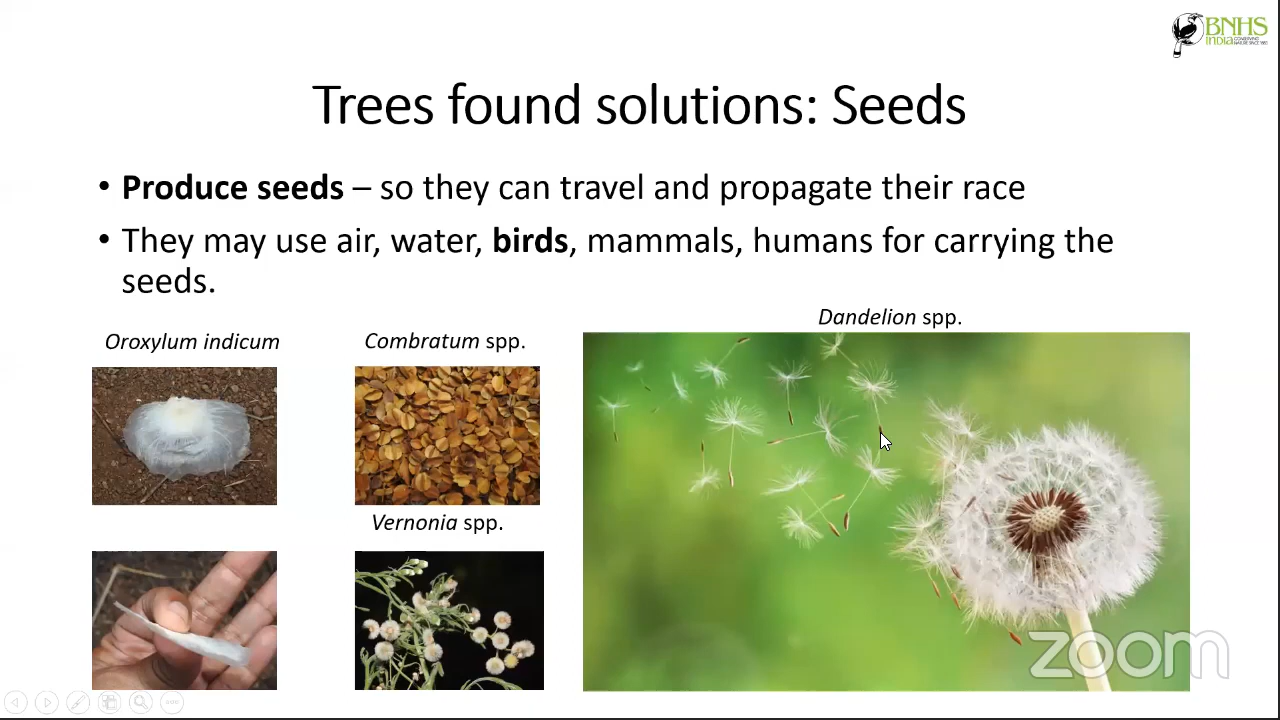 BNHS
India CONSERVING
NATURE SINCE 1883
Trees found solutions: Seeds
• Produce seeds – so they can travel and propagate their race
• They may use air, water, birds, mammals, humans for carrying the
seeds.
Dandelion spp.
Oroxylum indicum
Combratum spp.
Vernonia spp.
zoom